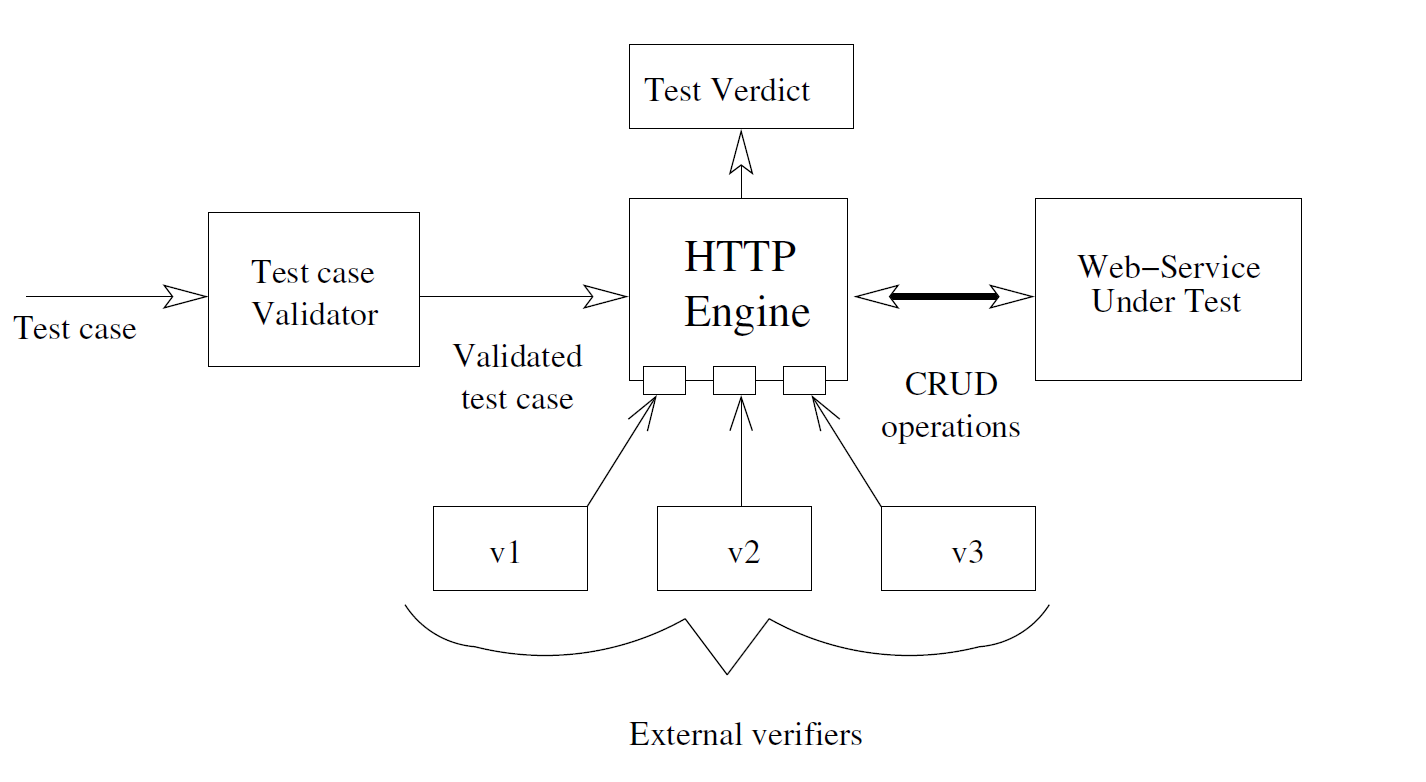 Test Verdict
HTTP
Engine
Test case
Validator
Web−Service
Under Test
Test case
Validated
test case
CRUD
operations
v1
v2
v3
External verifiers